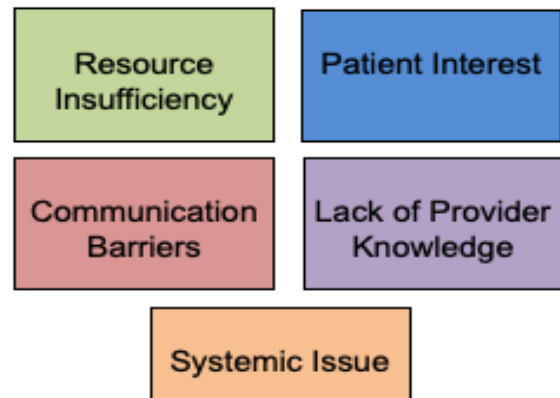 Resource
Insufficiency
Patient Interest
Communication
Barriers
Lack of Provider
Knowledge
Systemic Issue